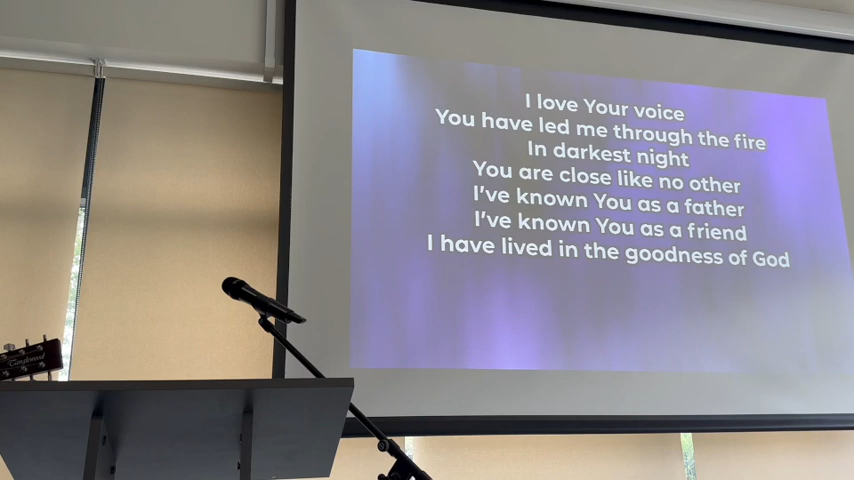 I love Your voice
You have led me through the fire
In darkest night
You are close like no other
I've known You as a father
I've known You as a friend
I have lived in the goodness of God
Tanglewood